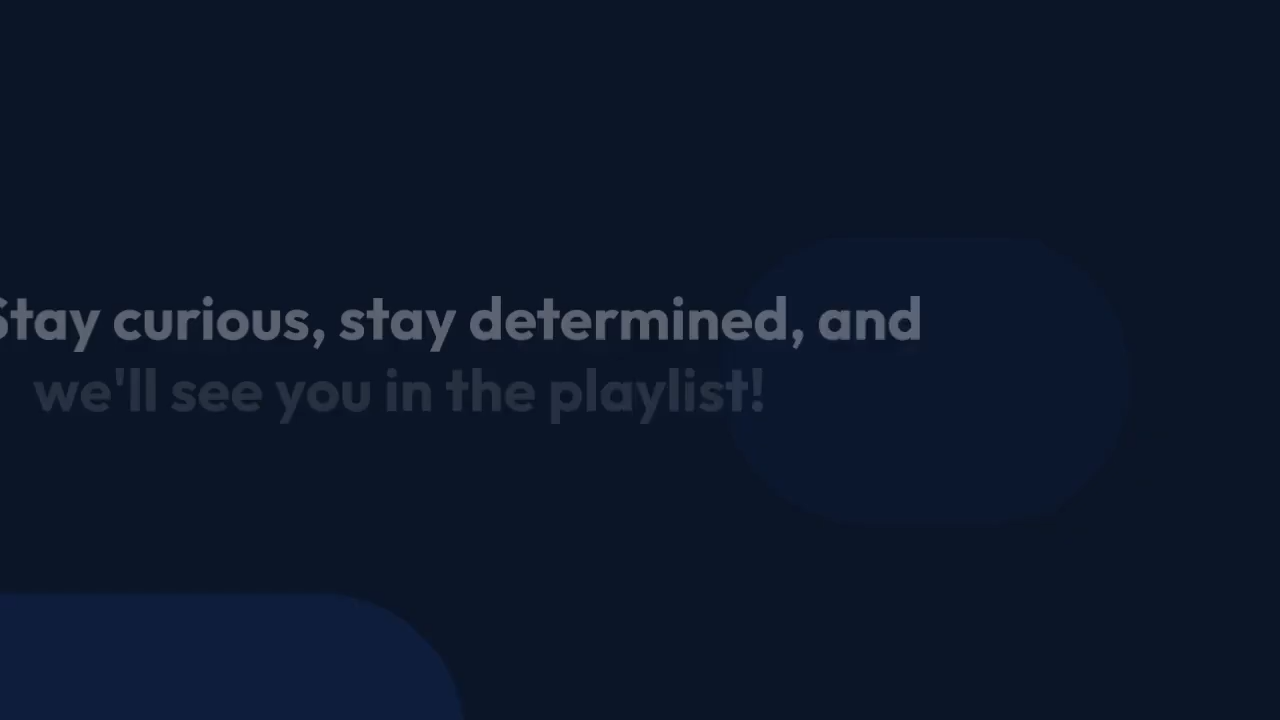 Stay curious, stay determined, and
we'll see you in the playlist!